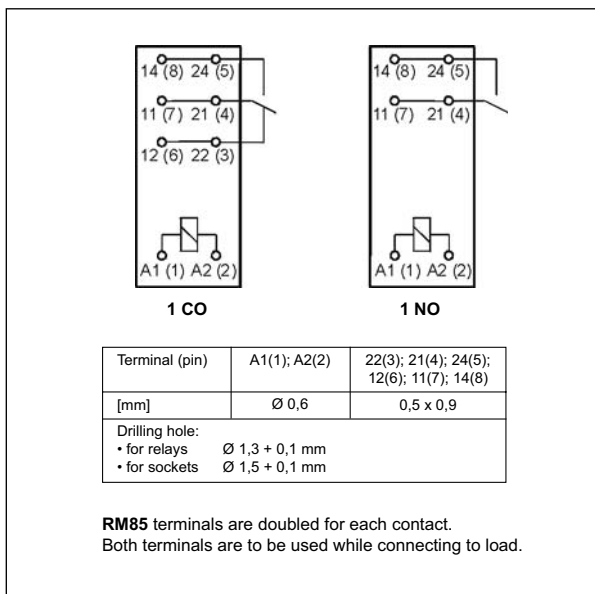 14 (8) 24 (5)
11 (7) 21 (4)
12 (6) 22 (3)
A1 (1) A2 (2)
1 CO
14 (8) 24 (5)
11 (7) 21 (4)
A1 (1) A2 (2)
1 NO
Terminal (pin) A1(1); A2(2) 22(3); 21(4); 24(5);
12(6); 11(7); 14(8)
[mm] Ø 0,6 0,5 x 0,9
Drilling hole:
• for relays Ø 1,3 + 0,1 mm
• for sockets Ø 1,5 + 0,1 mm
RM85 terminals are doubled for each contact.
Both terminals are to be used while connecting to load.